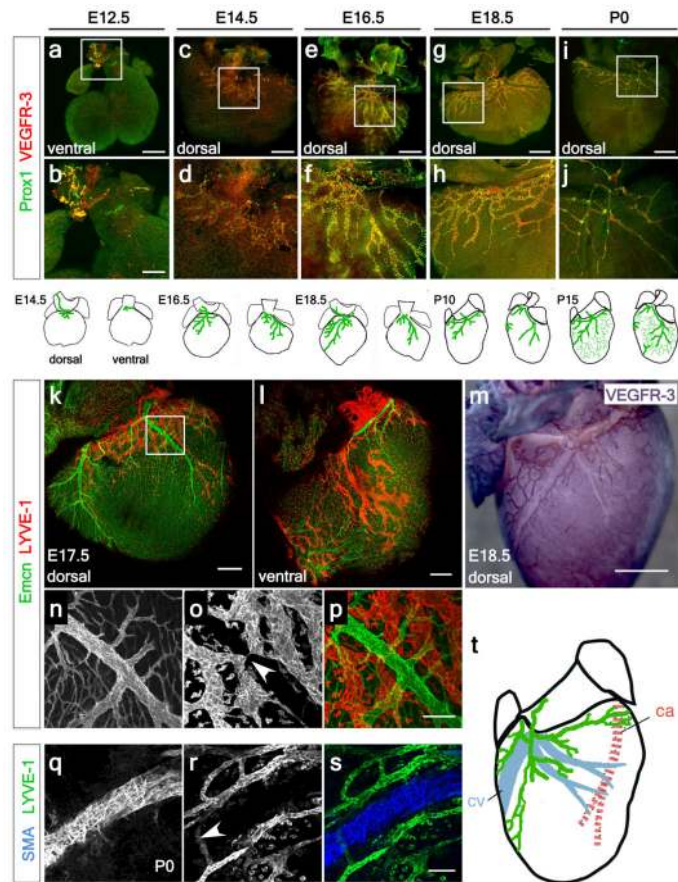 E12.5 E14.5 E16.5 E18.5 P0
Prox1 VEGFR-3
a c e g i
ventral dorsal dorsal dorsal dorsal
b d f h j
E14.5 E16.5 E18.5 P10 P15
dorsal ventral
Emcn LYVE-1
k l m VEGFR-3
E17.5 E18.5
dorsal ventral dorsal
n o p
t
ca
SMA LYVE-1
q r s
cv
P0